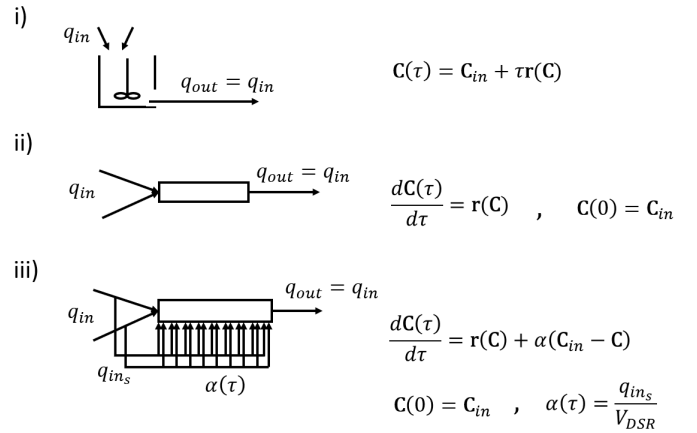 i)
q_in
q_out = q_in
C(τ) = C_in + τr(C)
ii)
q_in
q_out = q_in
dC(τ)/dτ = r(C) , C(0) = C_in
iii)
q_in
q_out = q_in
q_in_s
α(τ)
dC(τ)/dτ = r(C) + α(C_in − C)
C(0) = C_in , α(τ) = q_in_s/V_DSR